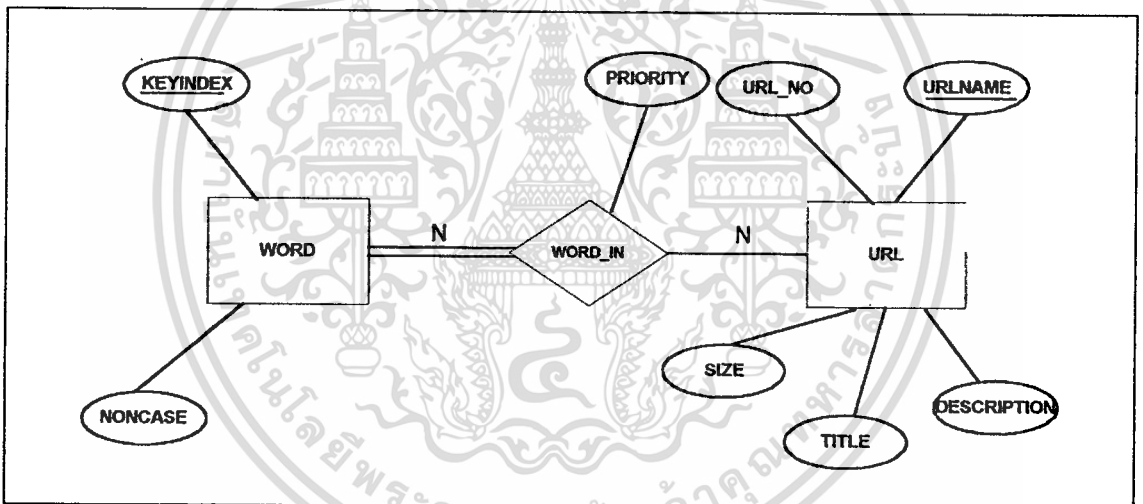 KEYINDEX
PRIORITY
URL_NO
URLNAME
WORD
N
WORD_IN
N
URL
NONCASE
SIZE
TITLE
DESCRIPTION